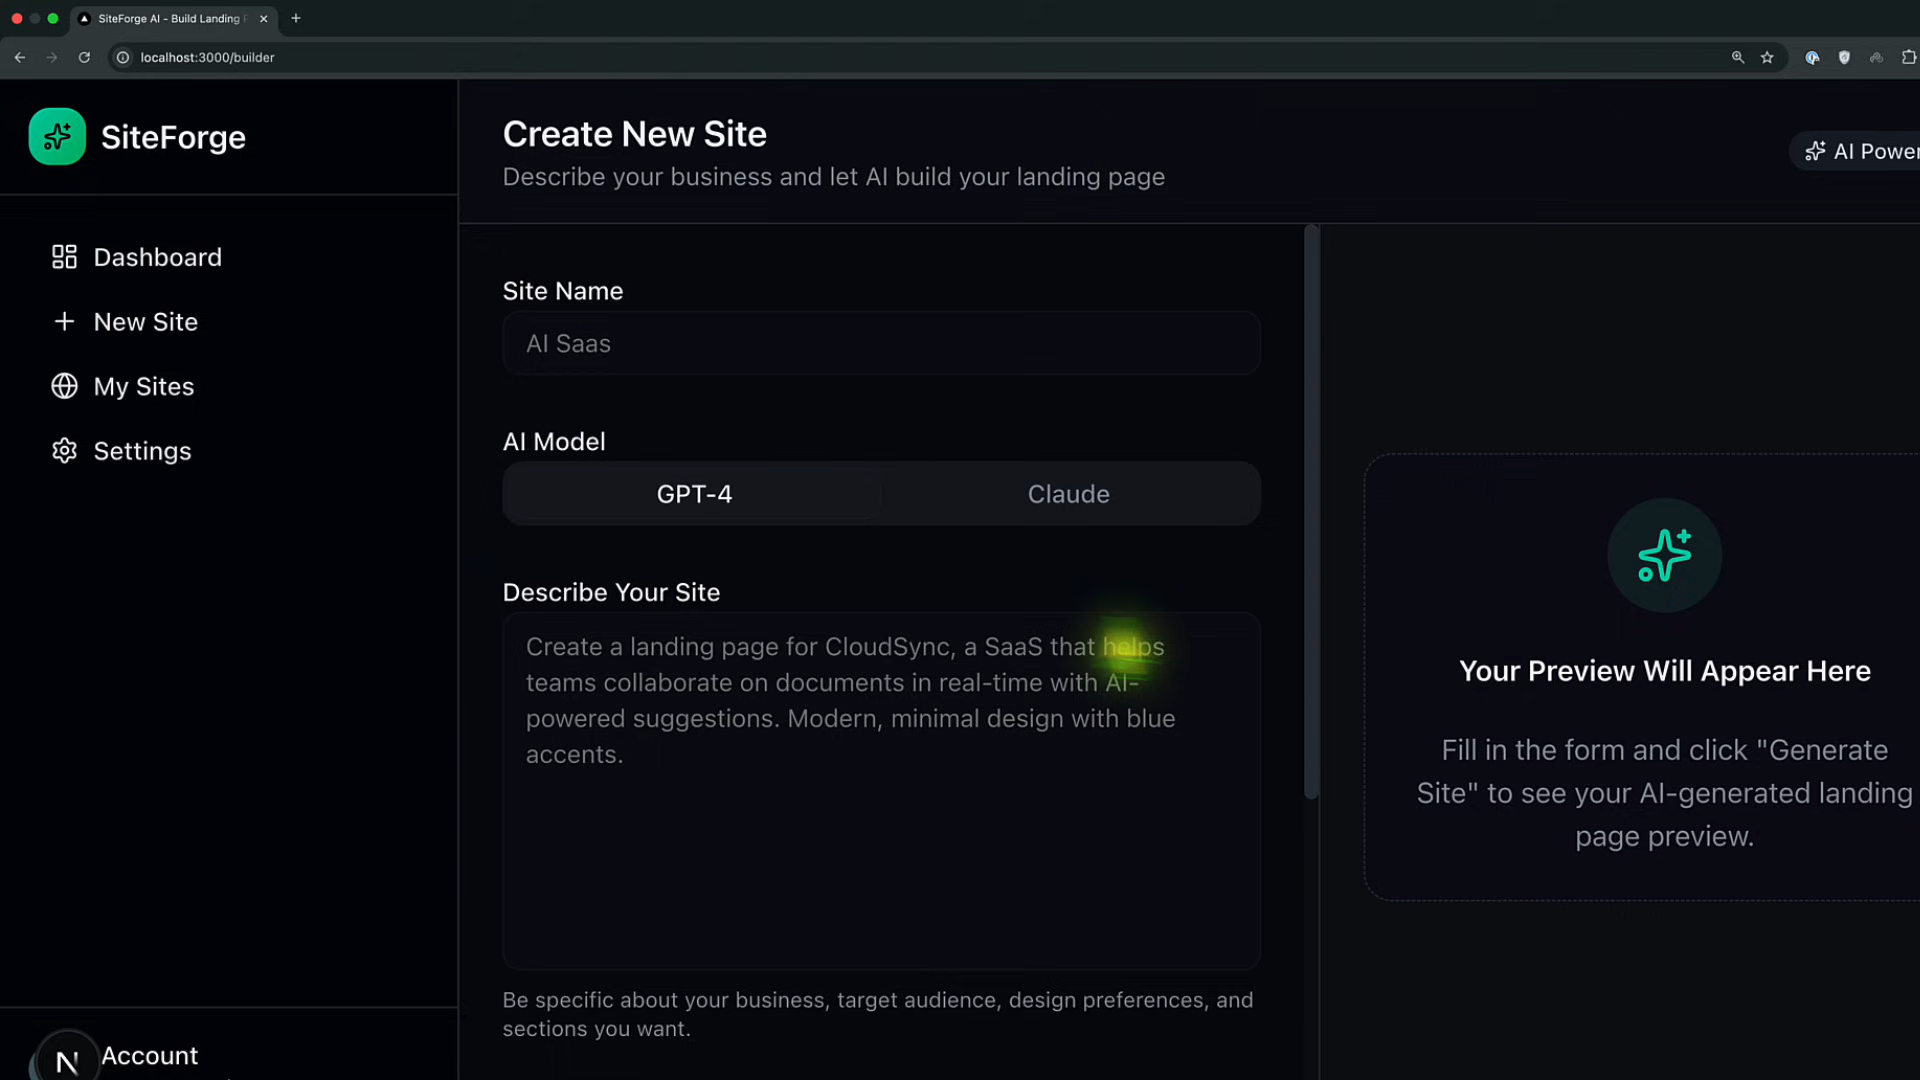 SiteForge AI - Build Landing
localhost:3000/builder
SiteForge
Dashboard
New Site
My Sites
Settings
Account
Create New Site
Describe your business and let AI build your landing page
AI Power
Site Name
AI Saas
AI Model
GPT-4
Claude
Describe Your Site
Create a landing page for CloudSync, a SaaS that helps
teams collaborate on documents in real-time with AI-
powered suggestions. Modern, minimal design with blue
accents.
Be specific about your business, target audience, design preferences, and
sections you want.
Your Preview Will Appear Here
Fill in the form and click "Generate
Site" to see your AI-generated landing
page preview.